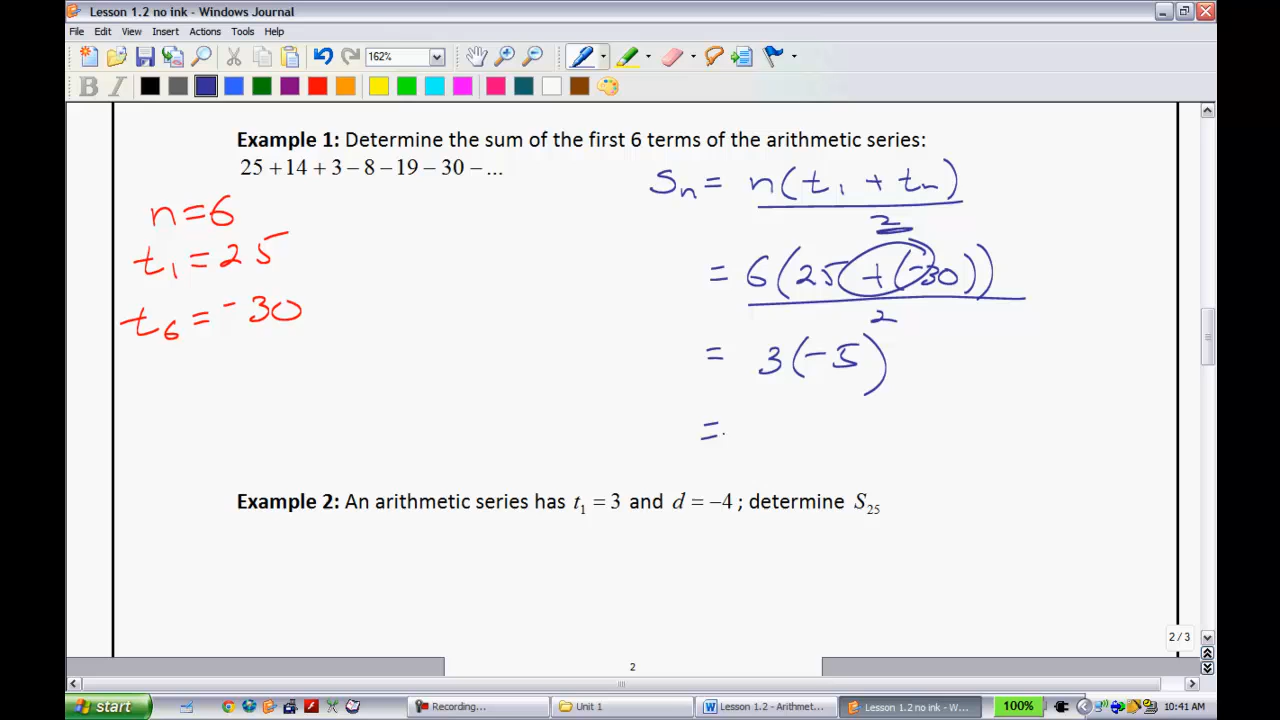 Lesson 1.2 no ink - Windows Journal
File Edit View Insert Actions Tools Help
162%
B I
Example 1: Determine the sum of the first 6 terms of the arithmetic series:
25 + 14 + 3 − 8 − 19 − 30 − ...
n = 6
t₁ = 25
t₆ = ⁻30
Sₙ = n(t₁ + tₙ)
2
= 6(25 + (⁻30))
2
= 3(−5)
=
Example 2: An arithmetic series has t₁ = 3 and d = −4 ; determine S₂₅
2 / 3
2
start
Recording...
Unit 1
Lesson 1.2 - Arithmet...
Lesson 1.2 no ink - W...
100%
10:41 AM